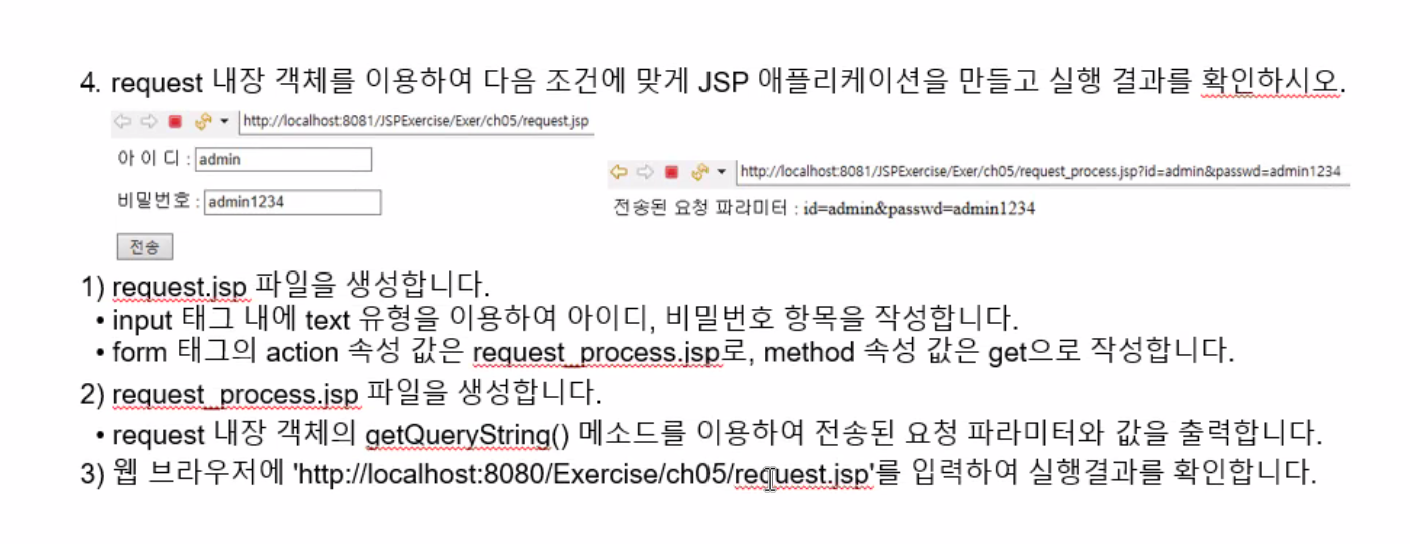 4. request 내장 객체를 이용하여 다음 조건에 맞게 JSP 애플리케이션을 만들고 실행 결과를 확인하시오.
http://localhost:8081/JSPExercise/Exer/ch05/request.jsp
아 이 디 : admin
비밀번호 : admin1234
전송
http://localhost:8081/JSPExercise/Exer/ch05/request_process.jsp?id=admin&passwd=admin1234
전송된 요청 파라미터 : id=admin&passwd=admin1234
1) request.jsp 파일을 생성합니다.
• input 태그 내에 text 유형을 이용하여 아이디, 비밀번호 항목을 작성합니다.
• form 태그의 action 속성 값은 request_process.jsp로, method 속성 값은 get으로 작성합니다.
2) request_process.jsp 파일을 생성합니다.
• request 내장 객체의 getQueryString() 메소드를 이용하여 전송된 요청 파라미터와 값을 출력합니다.
3) 웹 브라우저에 'http://localhost:8080/Exercise/ch05/request.jsp'를 입력하여 실행결과를 확인합니다.